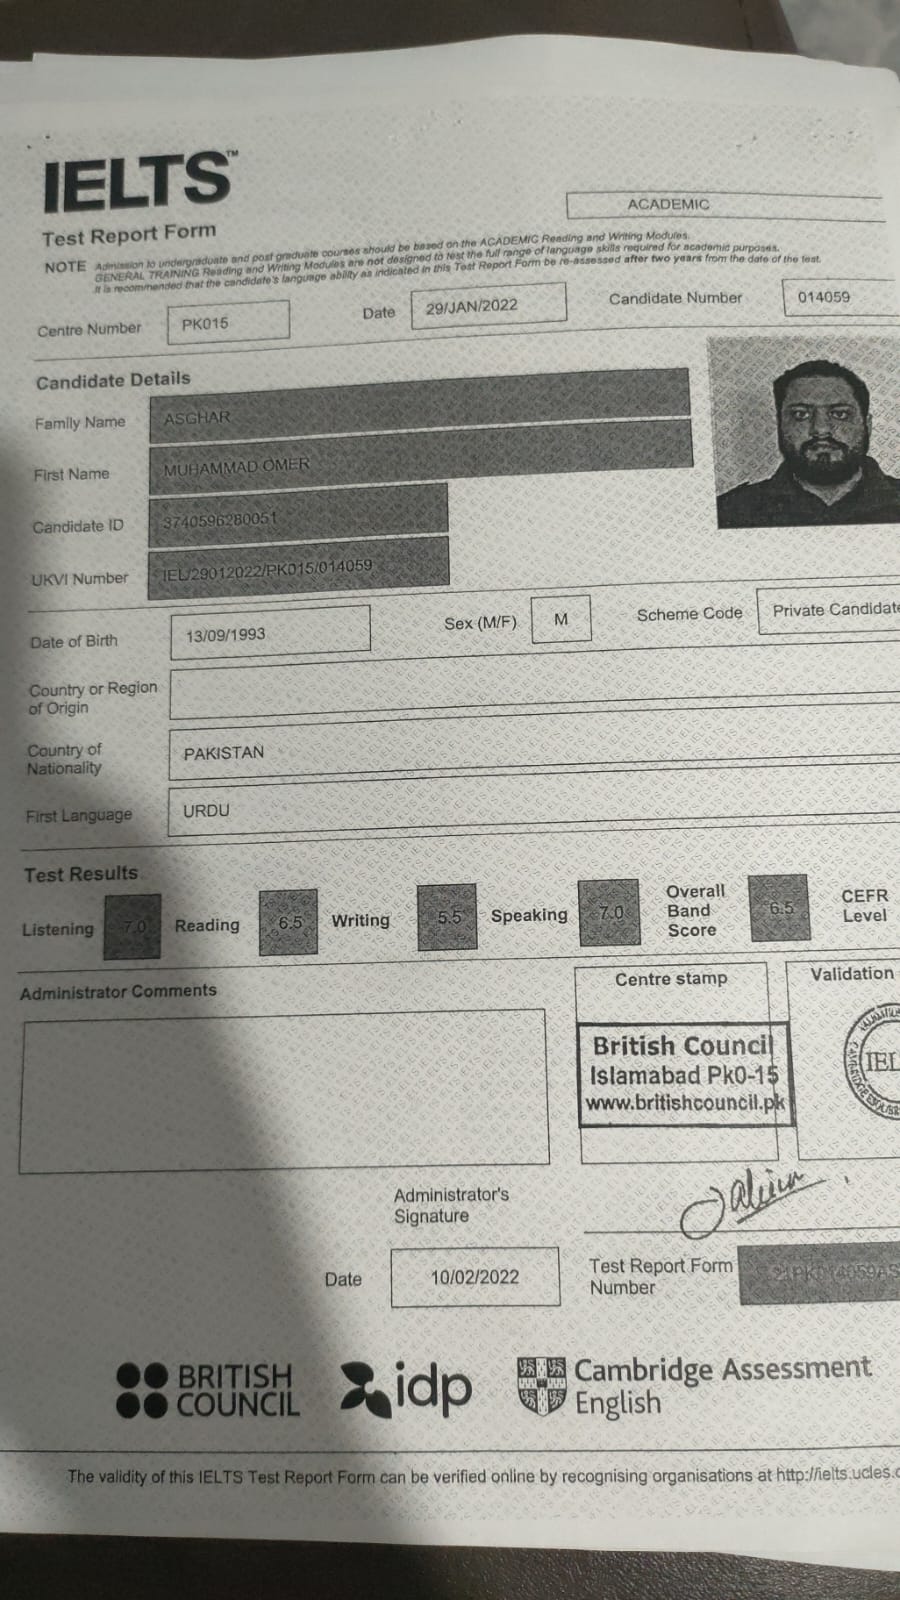 IELTS™
Test Report Form
ACADEMIC
NOTE Admission to undergraduate and post graduate courses should be based on the ACADEMIC Reading and Writing Modules.
GENERAL TRAINING Reading and Writing Modules are not designed to test the full range of language skills required for academic purposes.
It is recommended that the candidate's language ability as indicated in this Test Report Form be re-assessed after two years from the date of the test.
Centre Number PK015 Date 29/JAN/2022 Candidate Number 014059
Candidate Details
Family Name ASGHAR
First Name MUHAMMAD OMER
Candidate ID 3740596280051
UKVI Number IEL/29012022/PK015/014059
Date of Birth 13/09/1993 Sex (M/F) M Scheme Code Private Candidate
Country or Region
of Origin
Country of
Nationality PAKISTAN
First Language URDU
Test Results
Listening 7.0 Reading 6.5 Writing 5.5 Speaking 7.0 Overall Band Score 6.5 CEFR Level
Administrator Comments
Centre stamp
Validation
British Council
Islamabad Pk0-15
www.britishcouncil.pk
IEL
Administrator's
Signature
Date 10/02/2022
Test Report Form
Number
BRITISH
COUNCIL
idp
Cambridge Assessment
English
The validity of this IELTS Test Report Form can be verified online by recognising organisations at http://ielts.ucles.